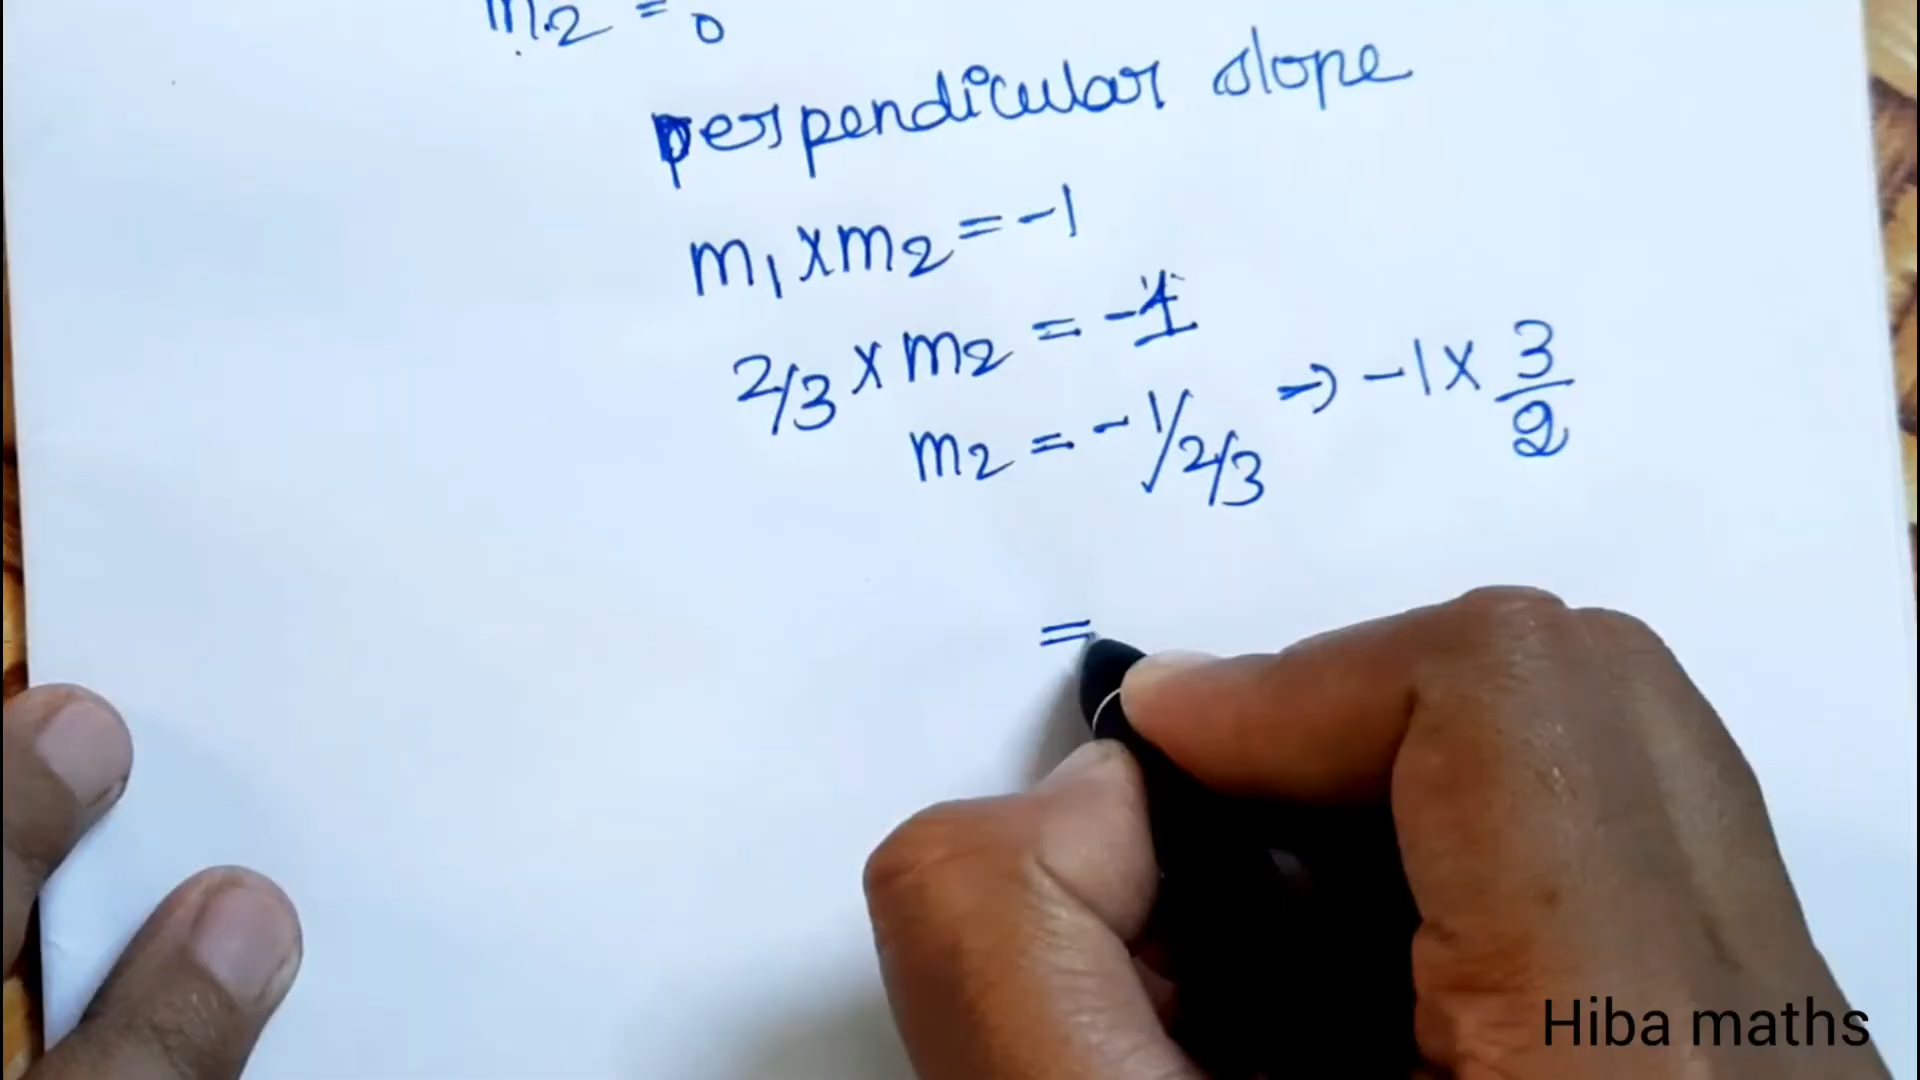 m2 = 0
perpendicular slope
m1 x m2 = -1
2/3 x m2 = -1
m2 = -1/2/3 → -1 x 3/2
=
Hiba maths